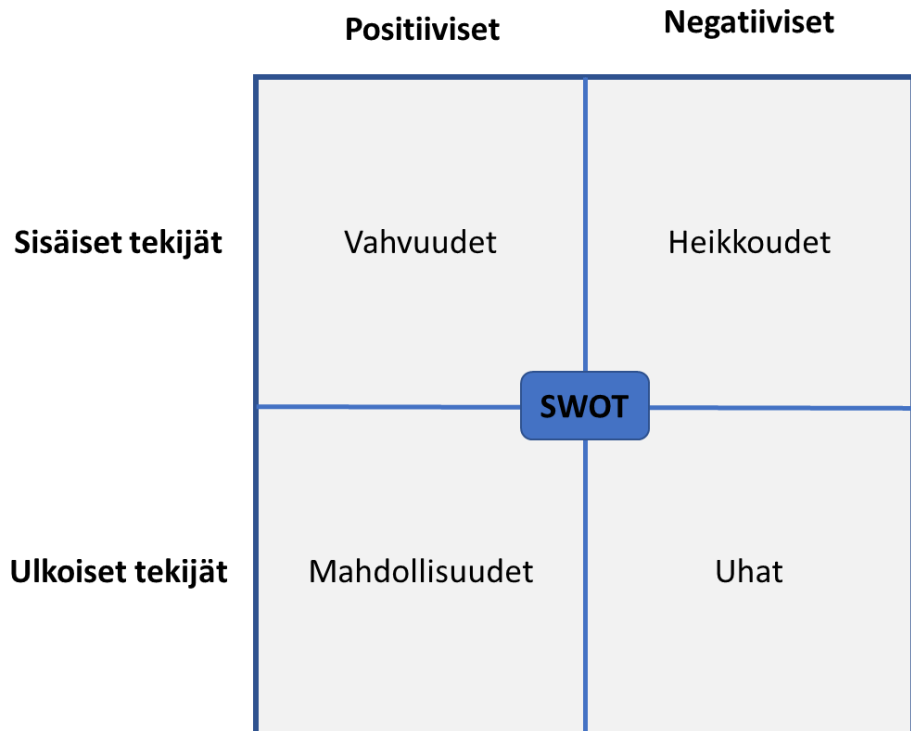 Positiiviset
Negatiiviset
Sisäiset tekijät
Vahvuudet
Heikkoudet
SWOT
Ulkoiset tekijät
Mahdollisuudet
Uhat